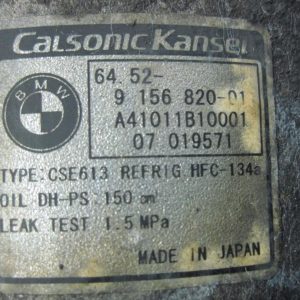 Calsonic Kansei
BMW
64 52-
9 156 820-01
A41011B10001
07 019571
TYPE:CSE613 REFRIG HFC-134a
OIL DH-PS 150 cm³
LEAK TEST 1.5 MPa
MADE IN JAPAN